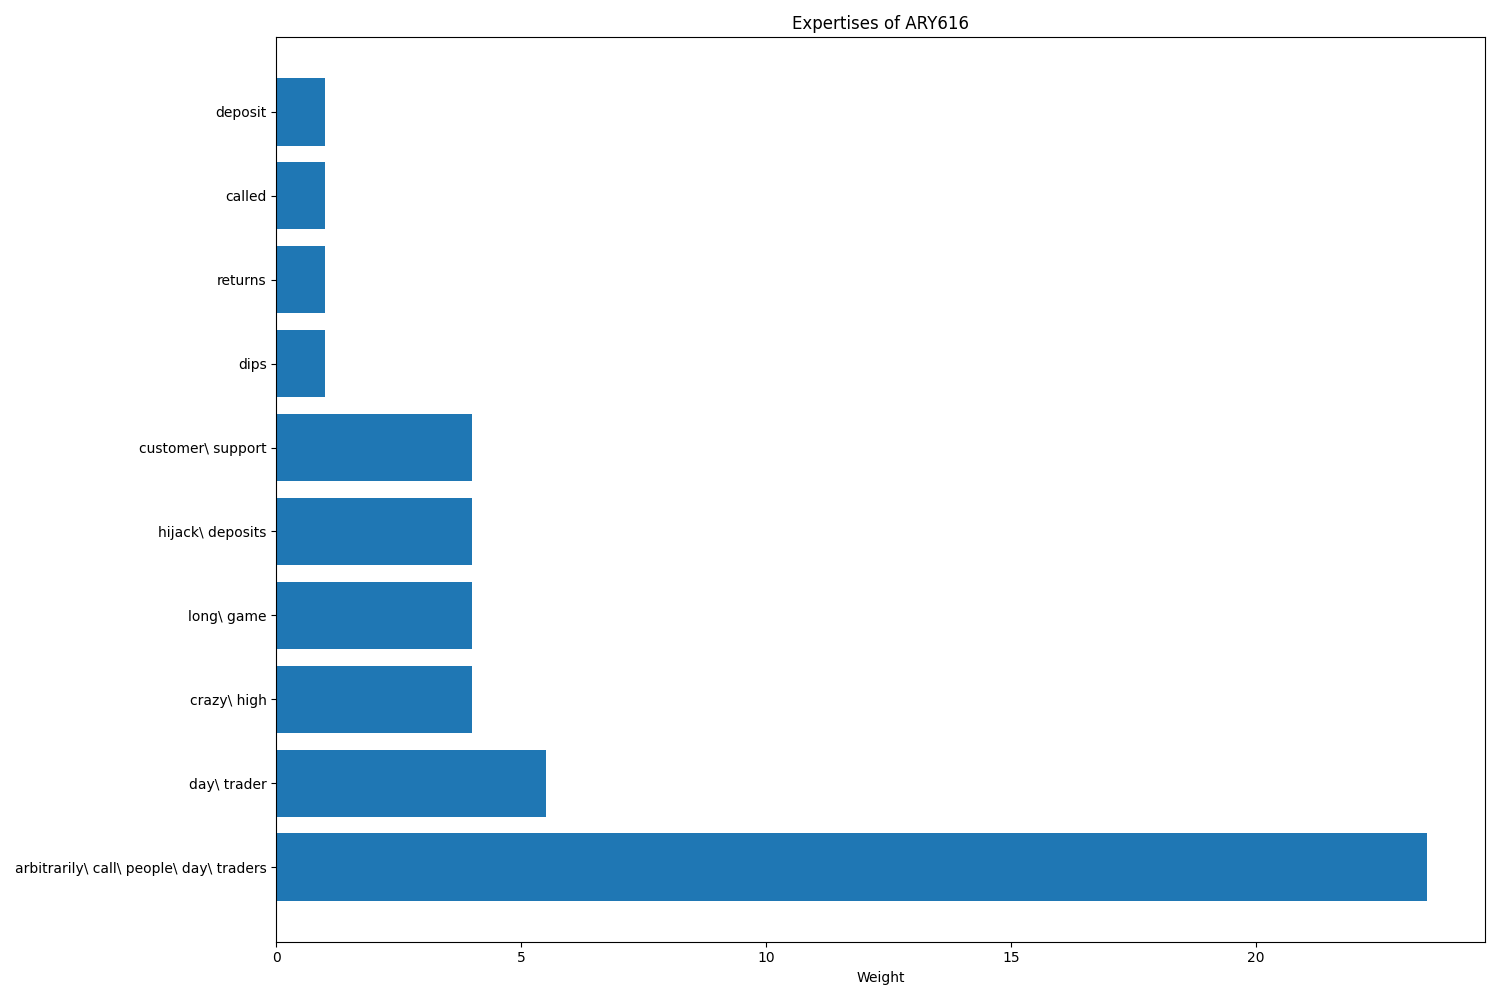 Expertises of ARY616
deposit
called
returns
dips
customer\ support
hijack\ deposits
long\ game
crazy\ high
day\ trader
arbitrarily\ call\ people\ day\ traders
0 5 10 15 20
Weight